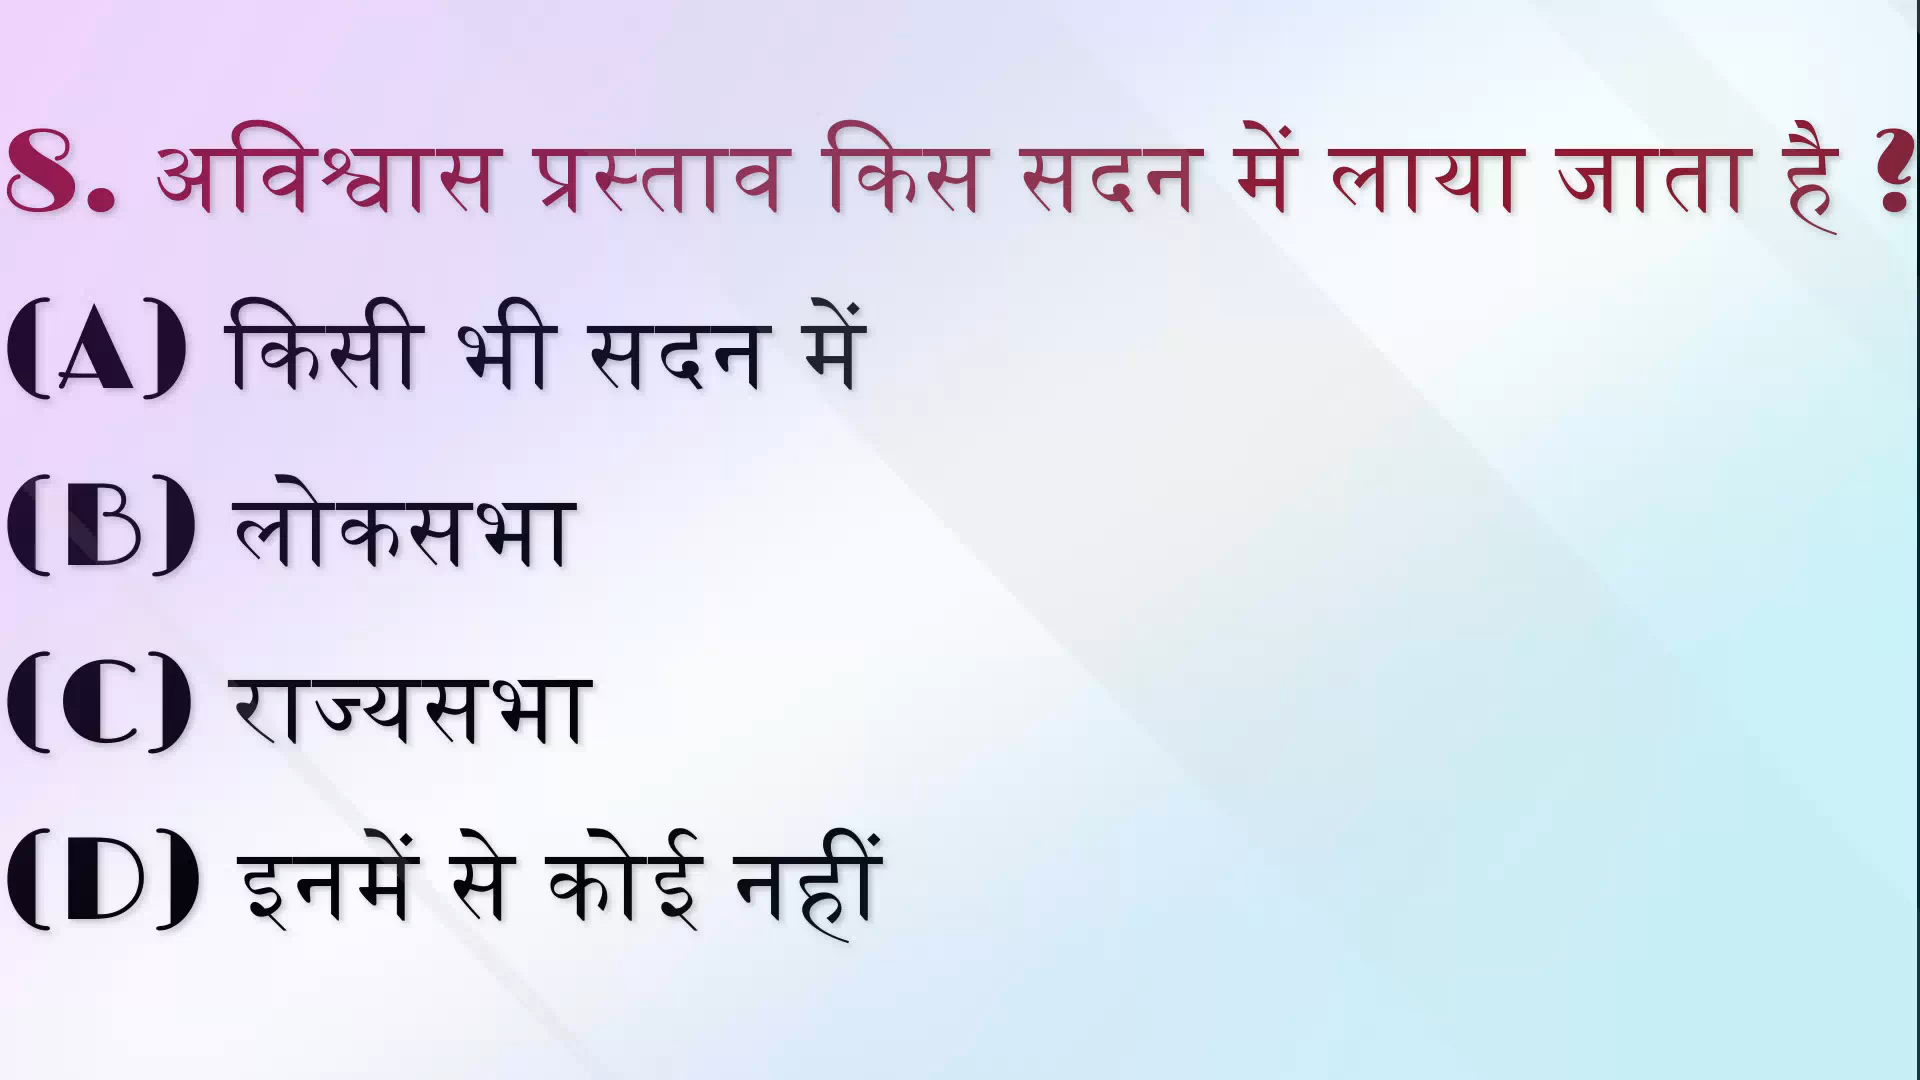 8. अविश्वास प्रस्ताव किस सदन में लाया जाता है ?
(A) किसी भी सदन में
(B) लोकसभा
(C) राज्यसभा
(D) इनमें से कोई नहीं